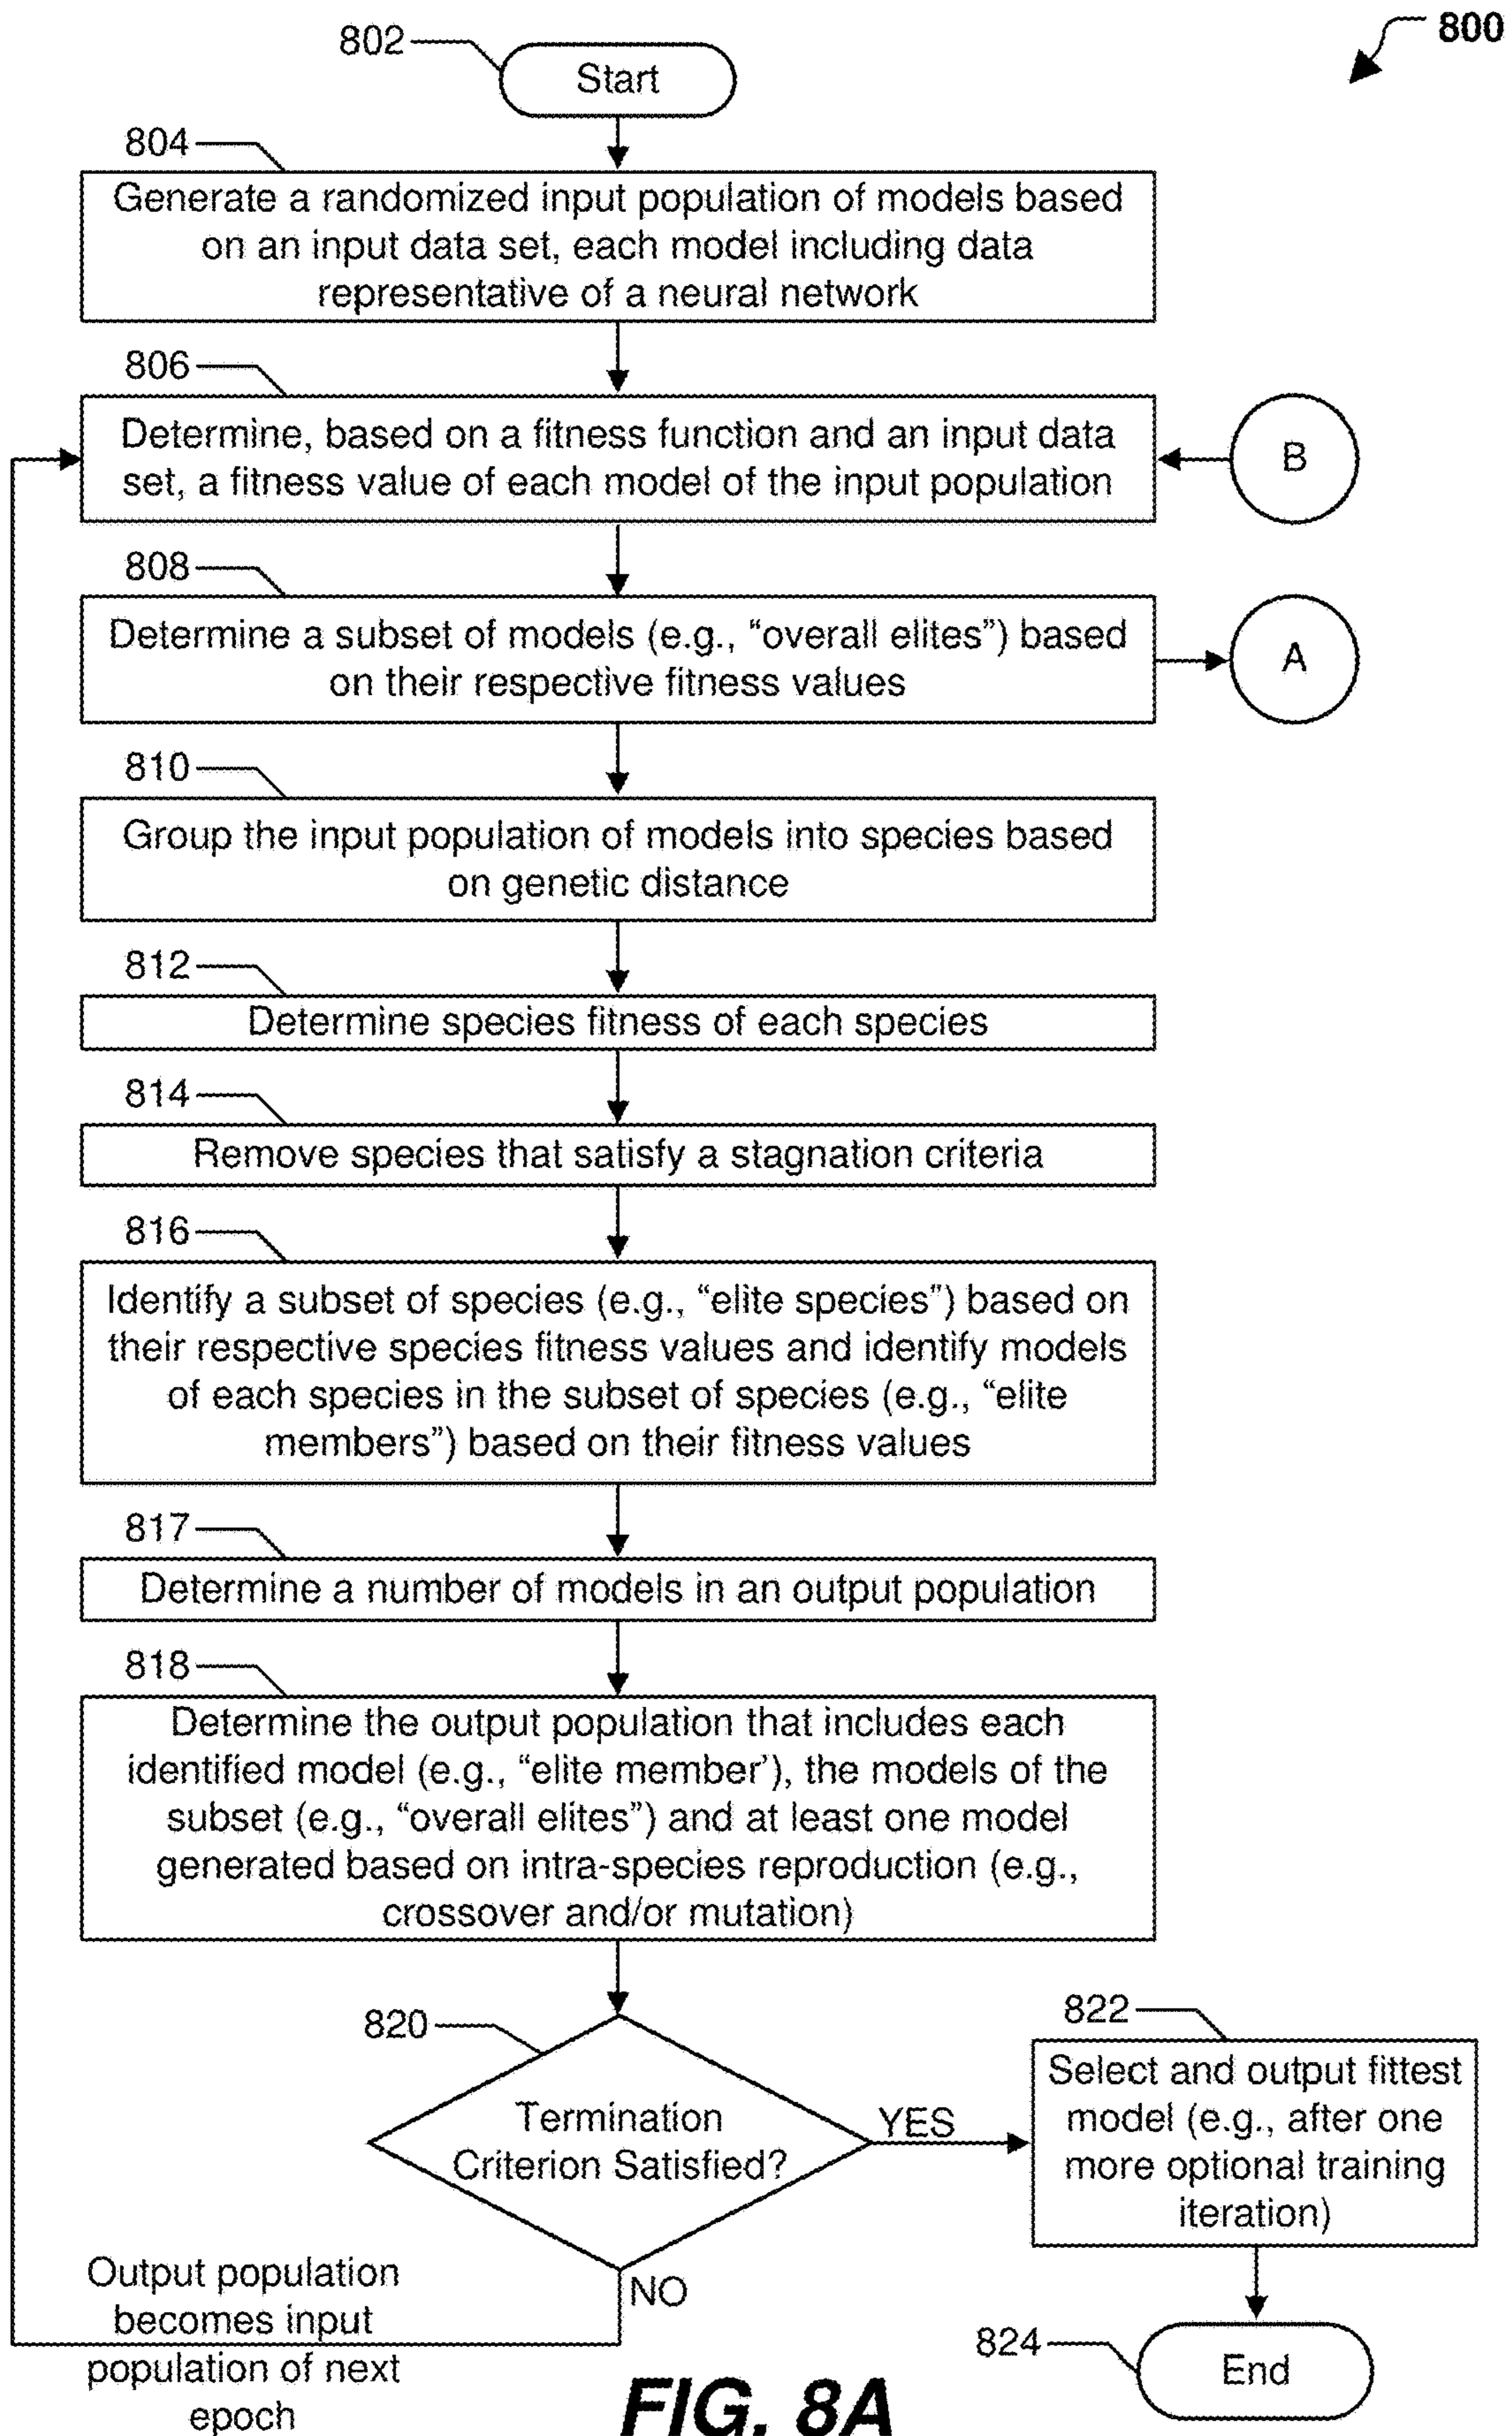 800
802
Start
804
Generate a randomized input population of models based
on an input data set, each model including data
representative of a neural network
806
Determine, based on a fitness function and an input data
set, a fitness value of each model of the input population
B
808
Determine a subset of models (e.g., “overall elites”) based
on their respective fitness values
A
810
Group the input population of models into species based
on genetic distance
812
Determine species fitness of each species
814
Remove species that satisfy a stagnation criteria
816
Identify a subset of species (e.g., “elite species”) based on
their respective species fitness values and identify models
of each species in the subset of species (e.g., “elite
members”) based on their fitness values
817
Determine a number of models in an output population
818
Determine the output population that includes each
identified model (e.g., “elite member’), the models of the
subset (e.g., “overall elites”) and at least one model
generated based on intra-species reproduction (e.g.,
crossover and/or mutation)
820
Termination
Criterion Satisfied?
YES
822
Select and output fittest
model (e.g., after one
more optional training
iteration)
NO
Output population
becomes input
population of next
epoch
824
End
FIG. 8A